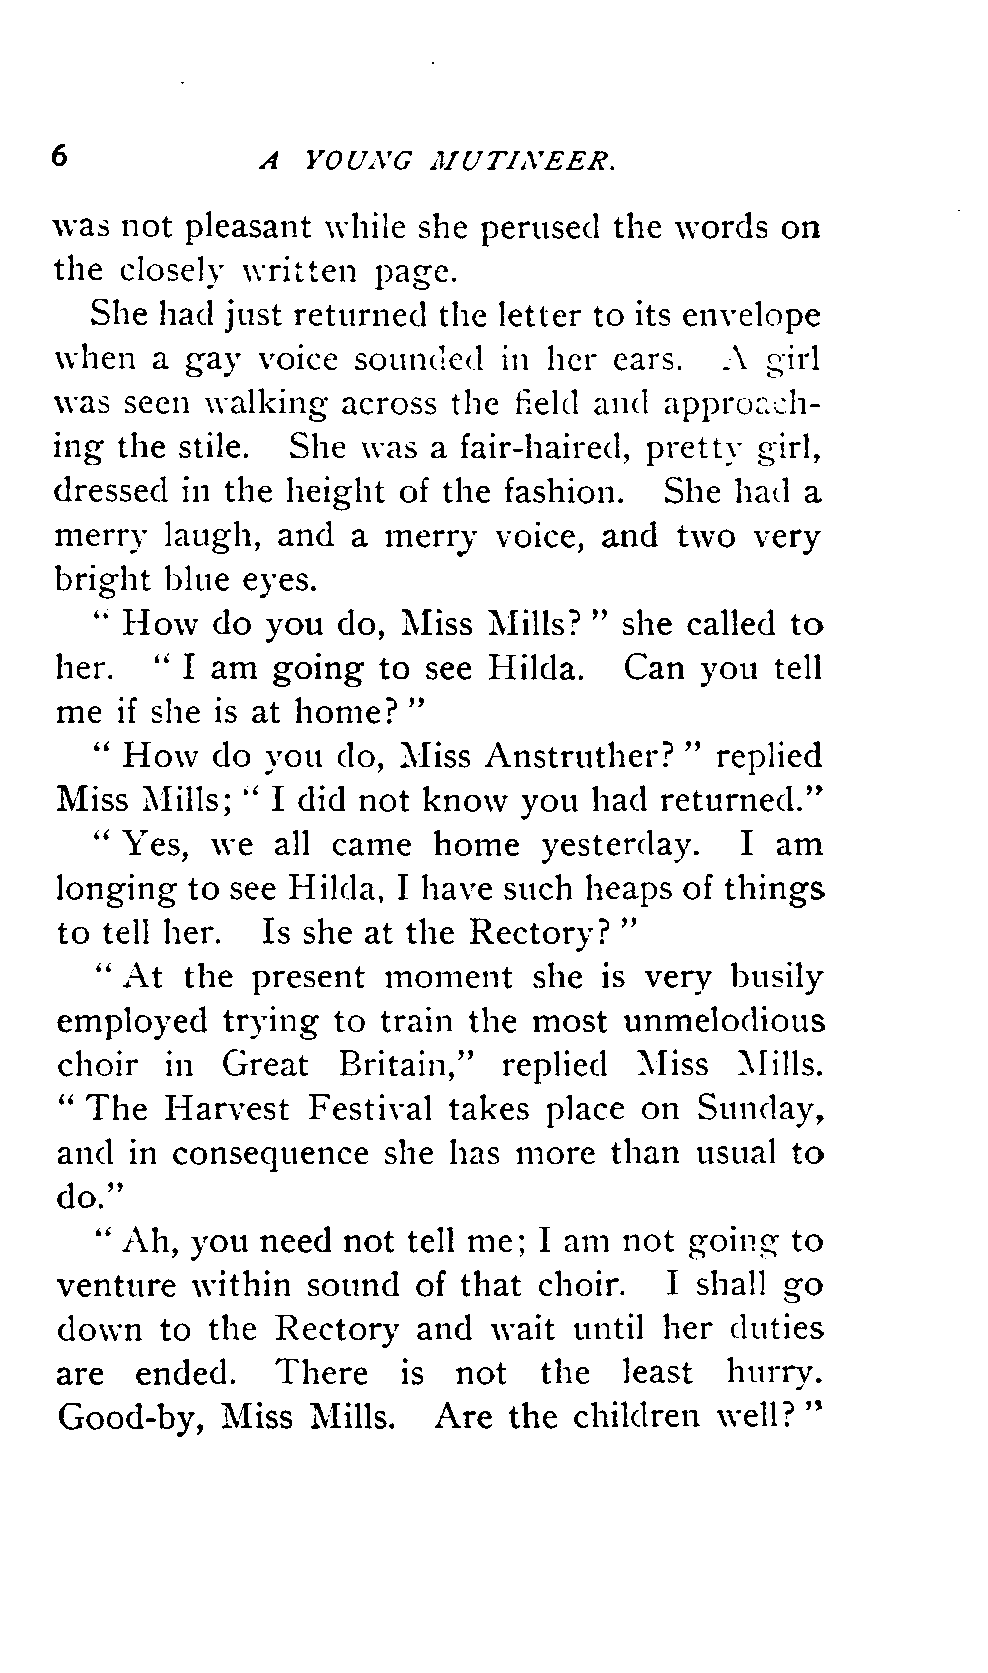 6 A YOUNG MUTINEER.
was not pleasant while she perused the words on
the closely written page.
She had just returned the letter to its envelope
when a gay voice sounded in her ears. A girl
was seen walking across the field and approach-
ing the stile. She was a fair-haired, pretty girl,
dressed in the height of the fashion. She had a
merry laugh, and a merry voice, and two very
bright blue eyes.
“ How do you do, Miss Mills? ” she called to
her. “ I am going to see Hilda. Can you tell
me if she is at home? ”
“ How do you do, Miss Anstruther? ” replied
Miss Mills; “ I did not know you had returned.”
“ Yes, we all came home yesterday. I am
longing to see Hilda, I have such heaps of things
to tell her. Is she at the Rectory? ”
“ At the present moment she is very busily
employed trying to train the most unmelodious
choir in Great Britain,” replied Miss Mills.
“ The Harvest Festival takes place on Sunday,
and in consequence she has more than usual to
do.”
“ Ah, you need not tell me; I am not going to
venture within sound of that choir. I shall go
down to the Rectory and wait until her duties
are ended. There is not the least hurry.
Good-by, Miss Mills. Are the children well? ”